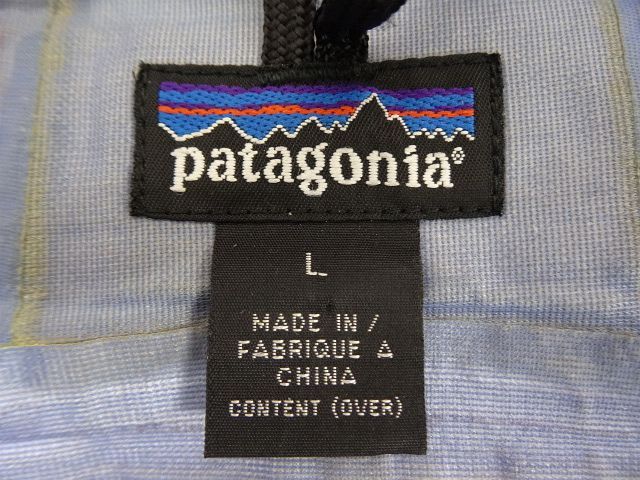 patagonia®
L
MADE IN /
FABRIQUE A
CHINA
CONTENT (OVER)